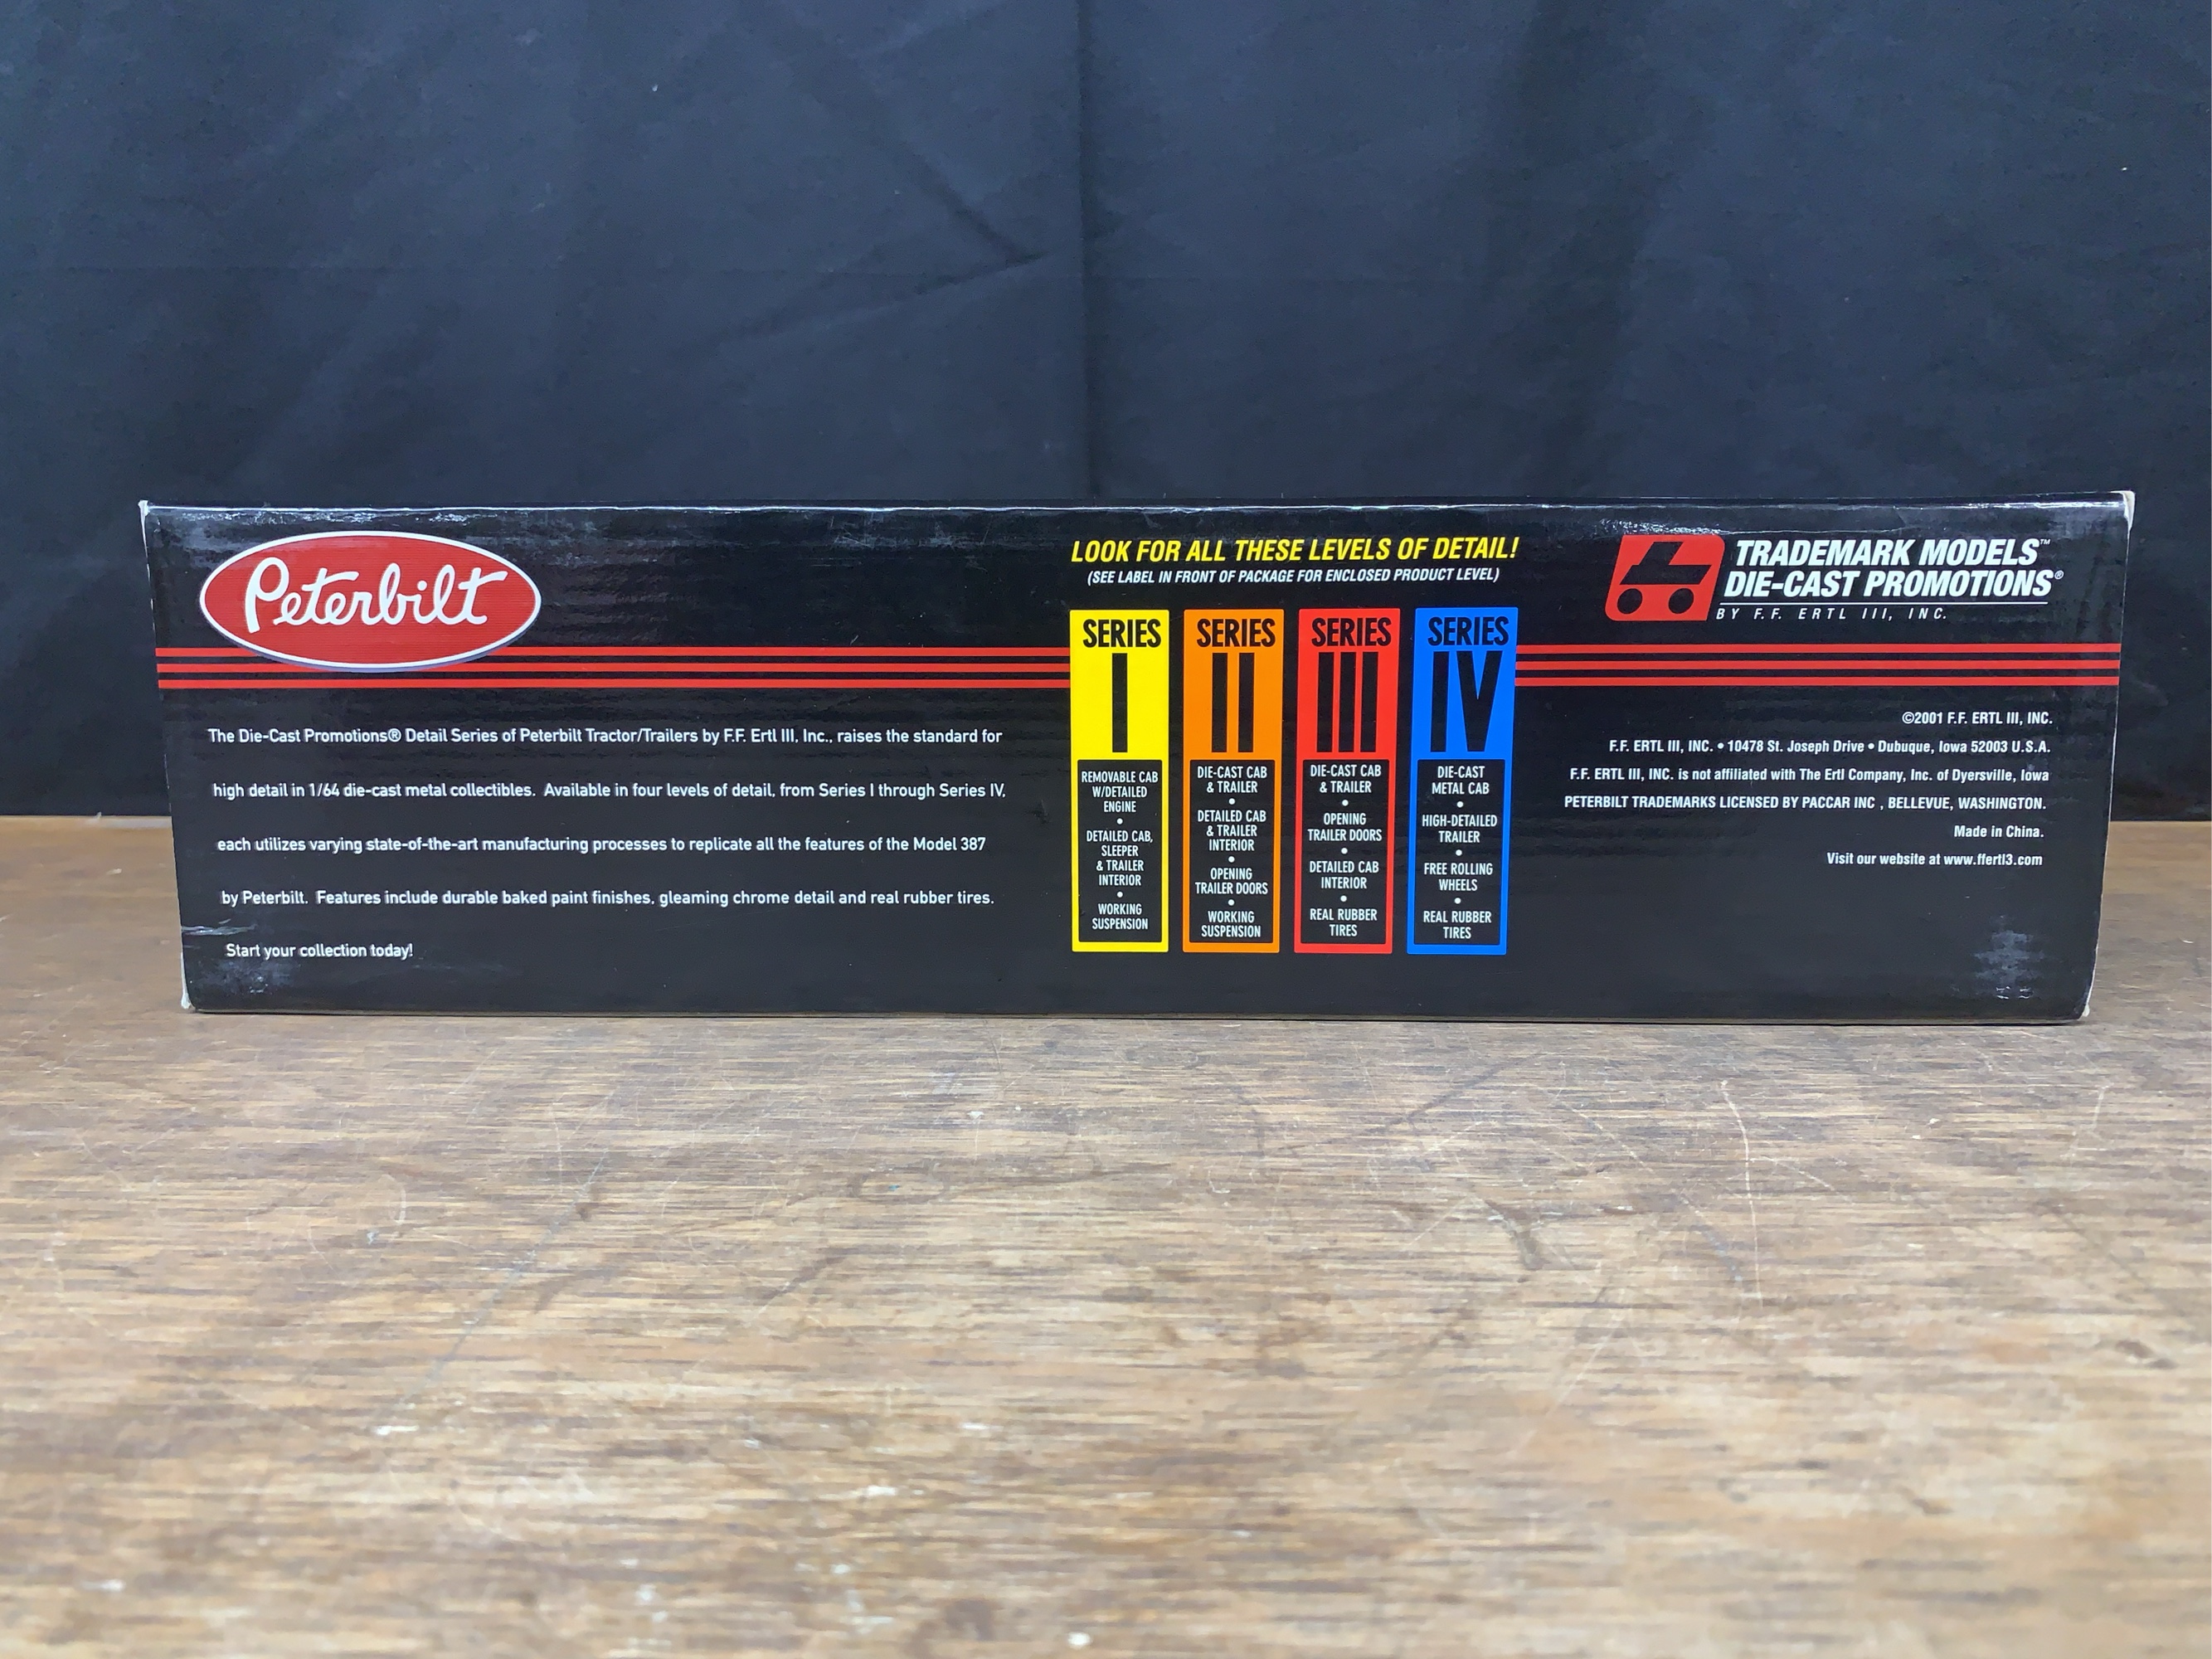 Peterbilt
The Die-Cast Promotions® Detail Series of Peterbilt Tractor/Trailers by F.F. Ertl III, Inc., raises the standard for
high detail in 1/64 die-cast metal collectibles. Available in four levels of detail, from Series I through Series IV,
each utilizes varying state-of-the-art manufacturing processes to replicate all the features of the Model 387
by Peterbilt. Features include durable baked paint finishes, gleaming chrome detail and real rubber tires.
Start your collection today!
LOOK FOR ALL THESE LEVELS OF DETAIL!
(SEE LABEL IN FRONT OF PACKAGE FOR ENCLOSED PRODUCT LEVEL)
SERIES
I
REMOVABLE CAB
W/DETAILED
ENGINE
•
DETAILED CAB,
SLEEPER
& TRAILER
INTERIOR
•
WORKING
SUSPENSION
SERIES
II
DIE-CAST CAB
& TRAILER
•
DETAILED CAB
& TRAILER
INTERIOR
•
OPENING
TRAILER DOORS
•
WORKING
SUSPENSION
SERIES
III
DIE-CAST CAB
& TRAILER
•
OPENING
TRAILER DOORS
•
DETAILED CAB
INTERIOR
•
REAL RUBBER
TIRES
SERIES
IV
DIE-CAST
METAL CAB
•
HIGH-DETAILED
TRAILER
•
FREE ROLLING
WHEELS
•
REAL RUBBER
TIRES
TRADEMARK MODELS™
DIE-CAST PROMOTIONS®
BY F.F. ERTL III, INC.
©2001 F.F. ERTL III, INC.
F.F. ERTL III, INC. • 10478 St. Joseph Drive • Dubuque, Iowa 52003 U.S.A.
F.F. ERTL III, INC. is not affiliated with The Ertl Company, Inc. of Dyersville, Iowa
PETERBILT TRADEMARKS LICENSED BY PACCAR INC , BELLEVUE, WASHINGTON.
Made in China.
Visit our website at www.ffertl3.com